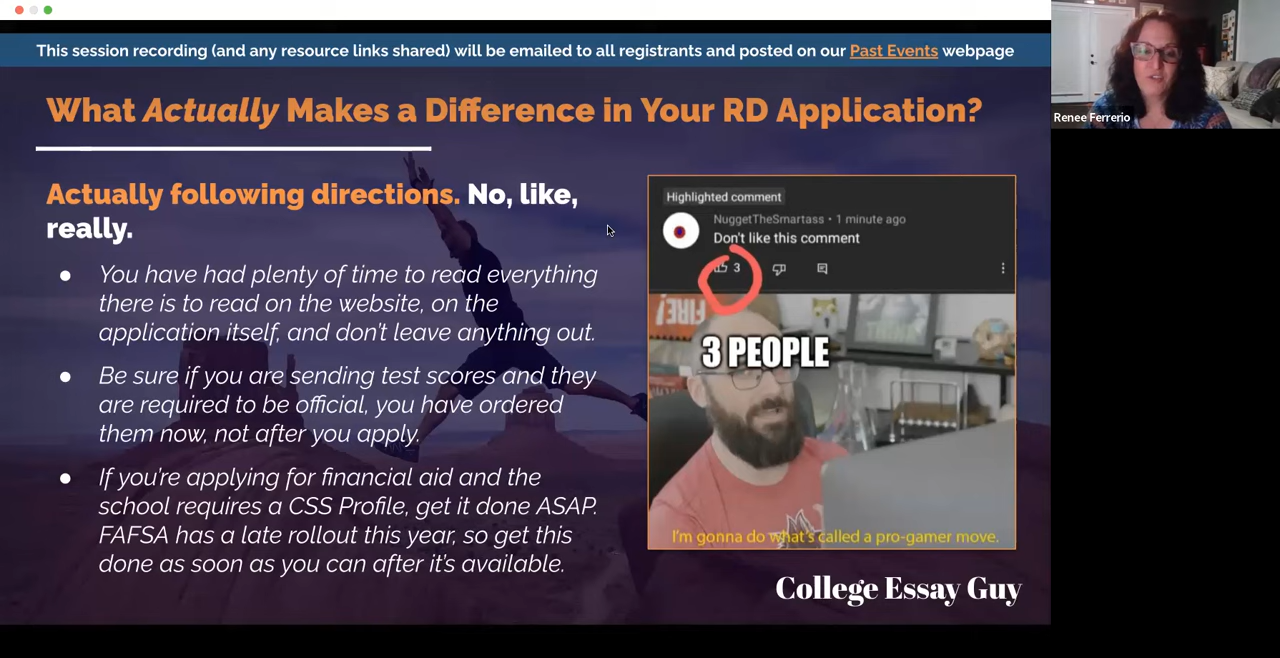 This session recording (and any resource links shared) will be emailed to all registrants and posted on our Past Events webpage
What Actually Makes a Difference in Your RD Application?
Actually following directions. No, like,
really.
● You have had plenty of time to read everything
there is to read on the website, on the
application itself, and don’t leave anything out.
● Be sure if you are sending test scores and they
are required to be official, you have ordered
them now, not after you apply.
● If you’re applying for financial aid and the
school requires a CSS Profile, get it done ASAP.
FAFSA has a late rollout this year, so get this
done as soon as you can after it’s available.
Highlighted comment
NuggetTheSmartass • 1 minute ago
Don't like this comment
3
FIRE!
THINK
3 PEOPLE
I'm gonna do what's called a pro-gamer move.
College Essay Guy
Renee Ferrerio